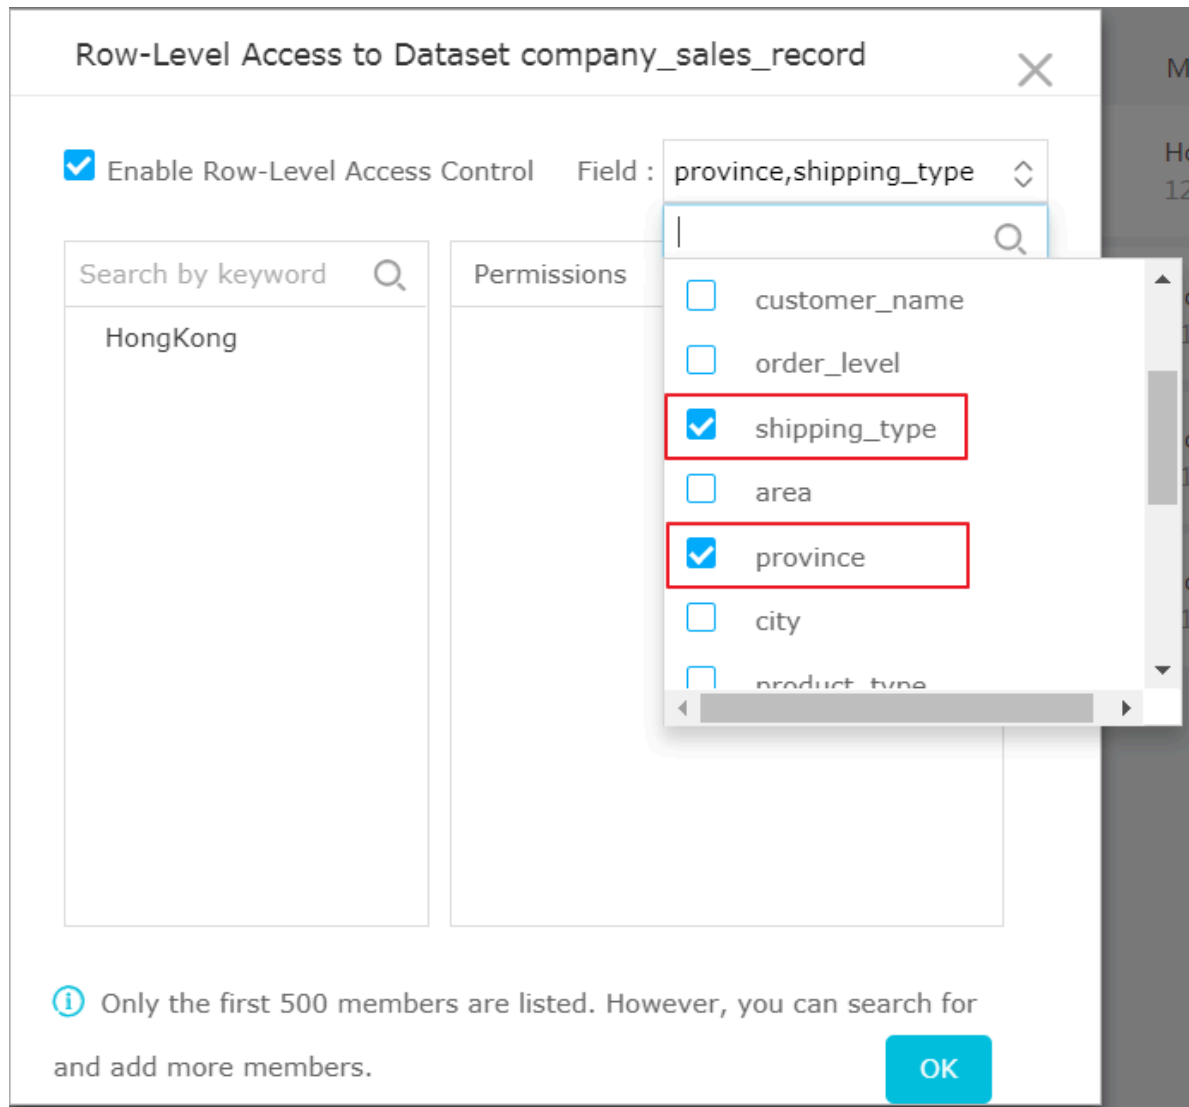 Row-Level Access to Dataset company_sales_record
Enable Row-Level Access Control
Field :
province,shipping_type
Search by keyword
Permissions
HongKong
customer_name
order_level
shipping_type
area
province
city
product_type
Only the first 500 members are listed. However, you can search for
and add more members.
OK